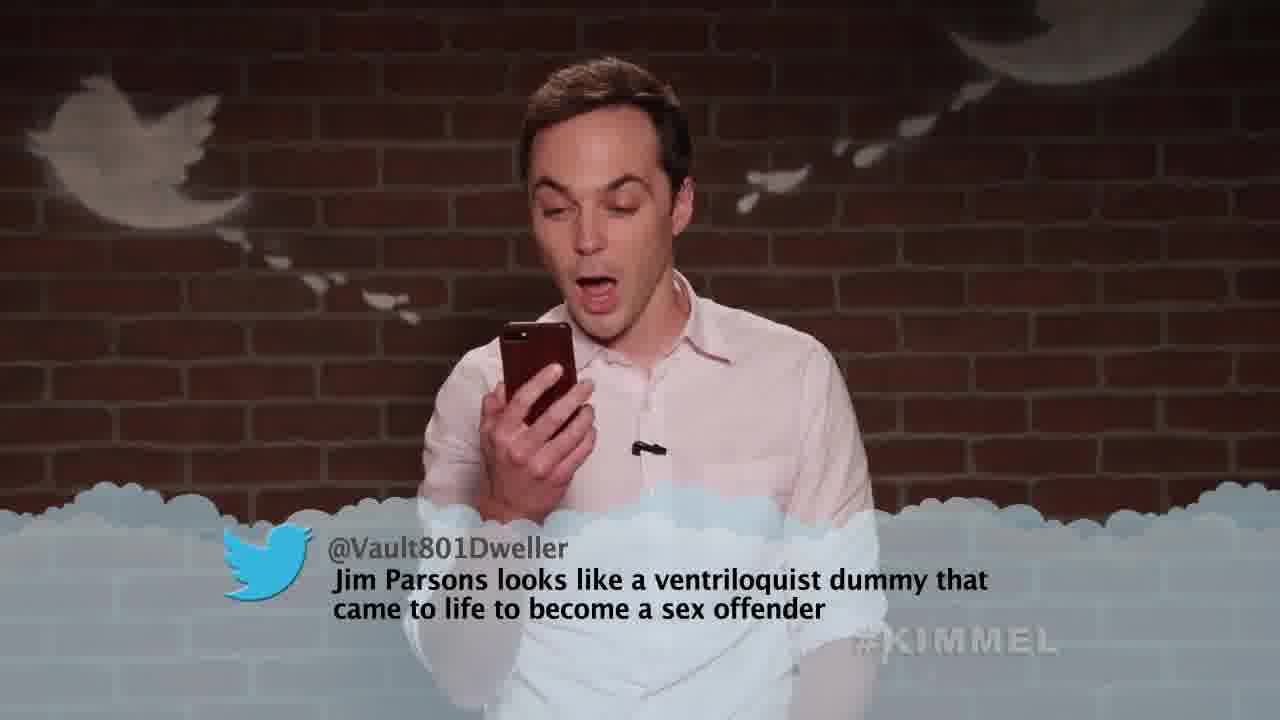 @Vault801Dweller
Jim Parsons looks like a ventriloquist dummy that
came to life to become a sex offender
#KIMMEL